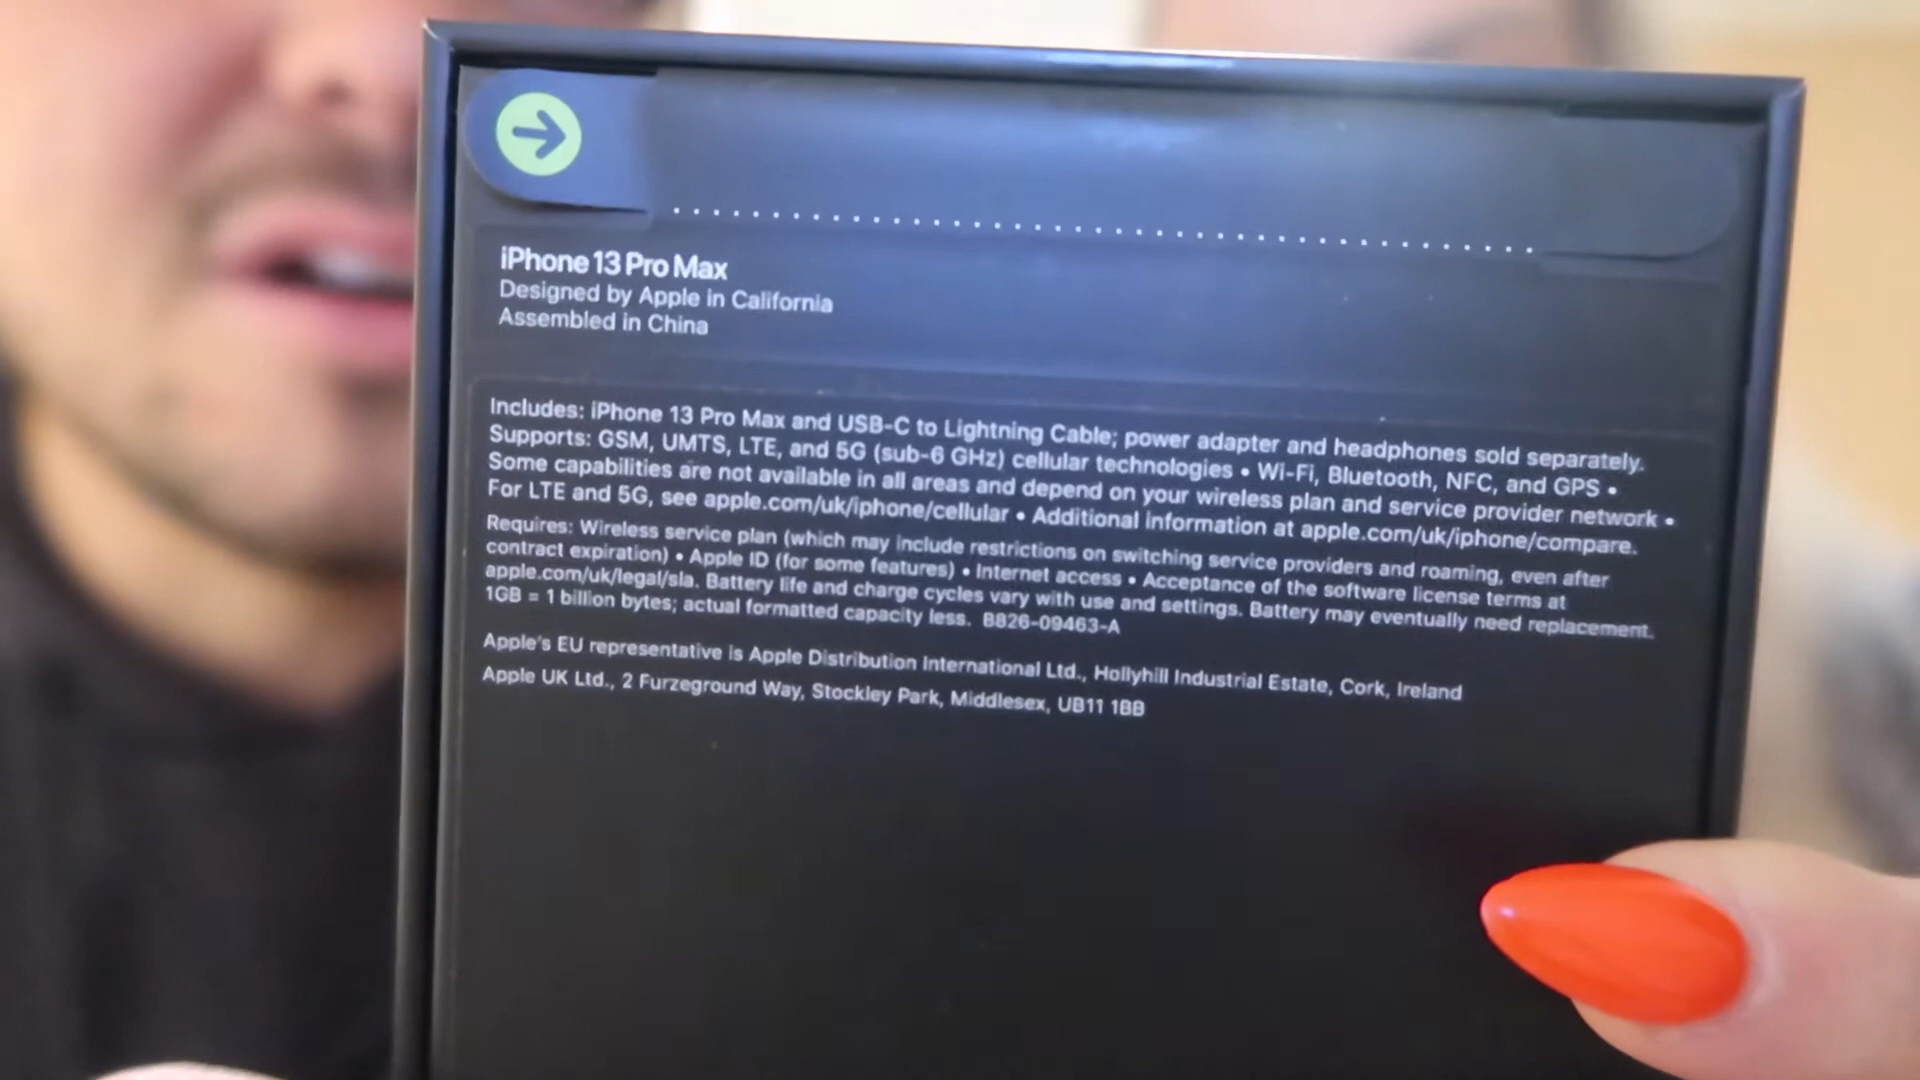 iPhone 13 Pro Max
Designed by Apple in California
Assembled in China
Includes: iPhone 13 Pro Max and USB-C to Lightning Cable; power adapter and headphones sold separately.
Supports: GSM, UMTS, LTE, and 5G (sub-6 GHz) cellular technologies • Wi-Fi, Bluetooth, NFC, and GPS •
Some capabilities are not available in all areas and depend on your wireless plan and service provider network •
For LTE and 5G, see apple.com/uk/iphone/cellular • Additional information at apple.com/uk/iphone/compare.
Requires: Wireless service plan (which may include restrictions on switching service providers and roaming, even after
contract expiration) • Apple ID (for some features) • Internet access • Acceptance of the software license terms at
apple.com/uk/legal/sla. Battery life and charge cycles vary with use and settings. Battery may eventually need replacement.
1GB = 1 billion bytes; actual formatted capacity less. B826-09463-A
Apple's EU representative is Apple Distribution International Ltd., Hollyhill Industrial Estate, Cork, Ireland
Apple UK Ltd., 2 Furzeground Way, Stockley Park, Middlesex, UB11 1BB